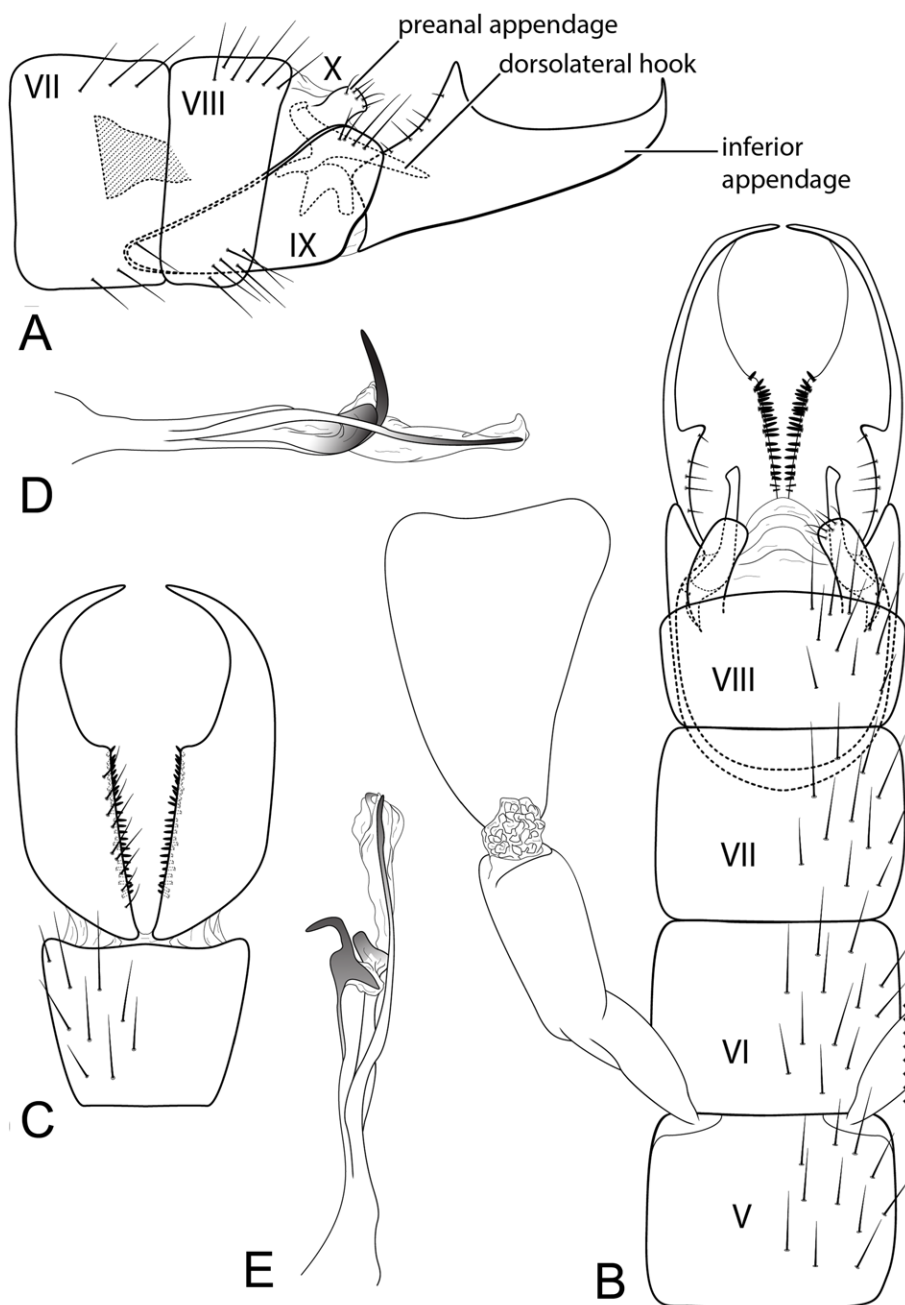 preanal appendage
X
dorsolateral hook
VII
VIII
inferior
appendage
IX
A
D
VIII
VII
C
VI
V
E
B